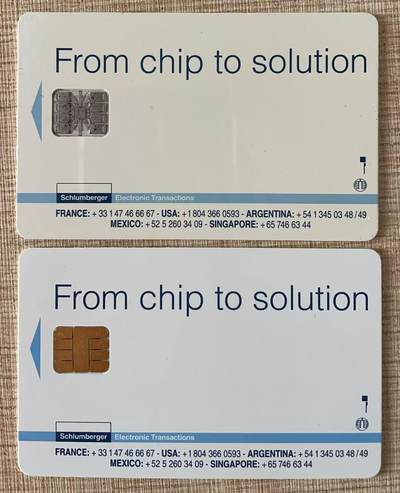 From chip to solution
Schlumberger Electronic Transactions
FRANCE: + 33 1 47 46 66 67 - USA: +1 804 366 0593 - ARGENTINA: + 54 1 345 03 48 / 49
MEXICO: + 52 5 260 34 09 - SINGAPORE: + 65 746 63 44
From chip to solution
Schlumberger Electronic Transactions
FRANCE: + 33 1 47 46 66 67 - USA: +1 804 366 0593 - ARGENTINA: + 54 1 345 03 48 / 49
MEXICO: + 52 5 260 34 09 - SINGAPORE: + 65 746 63 44